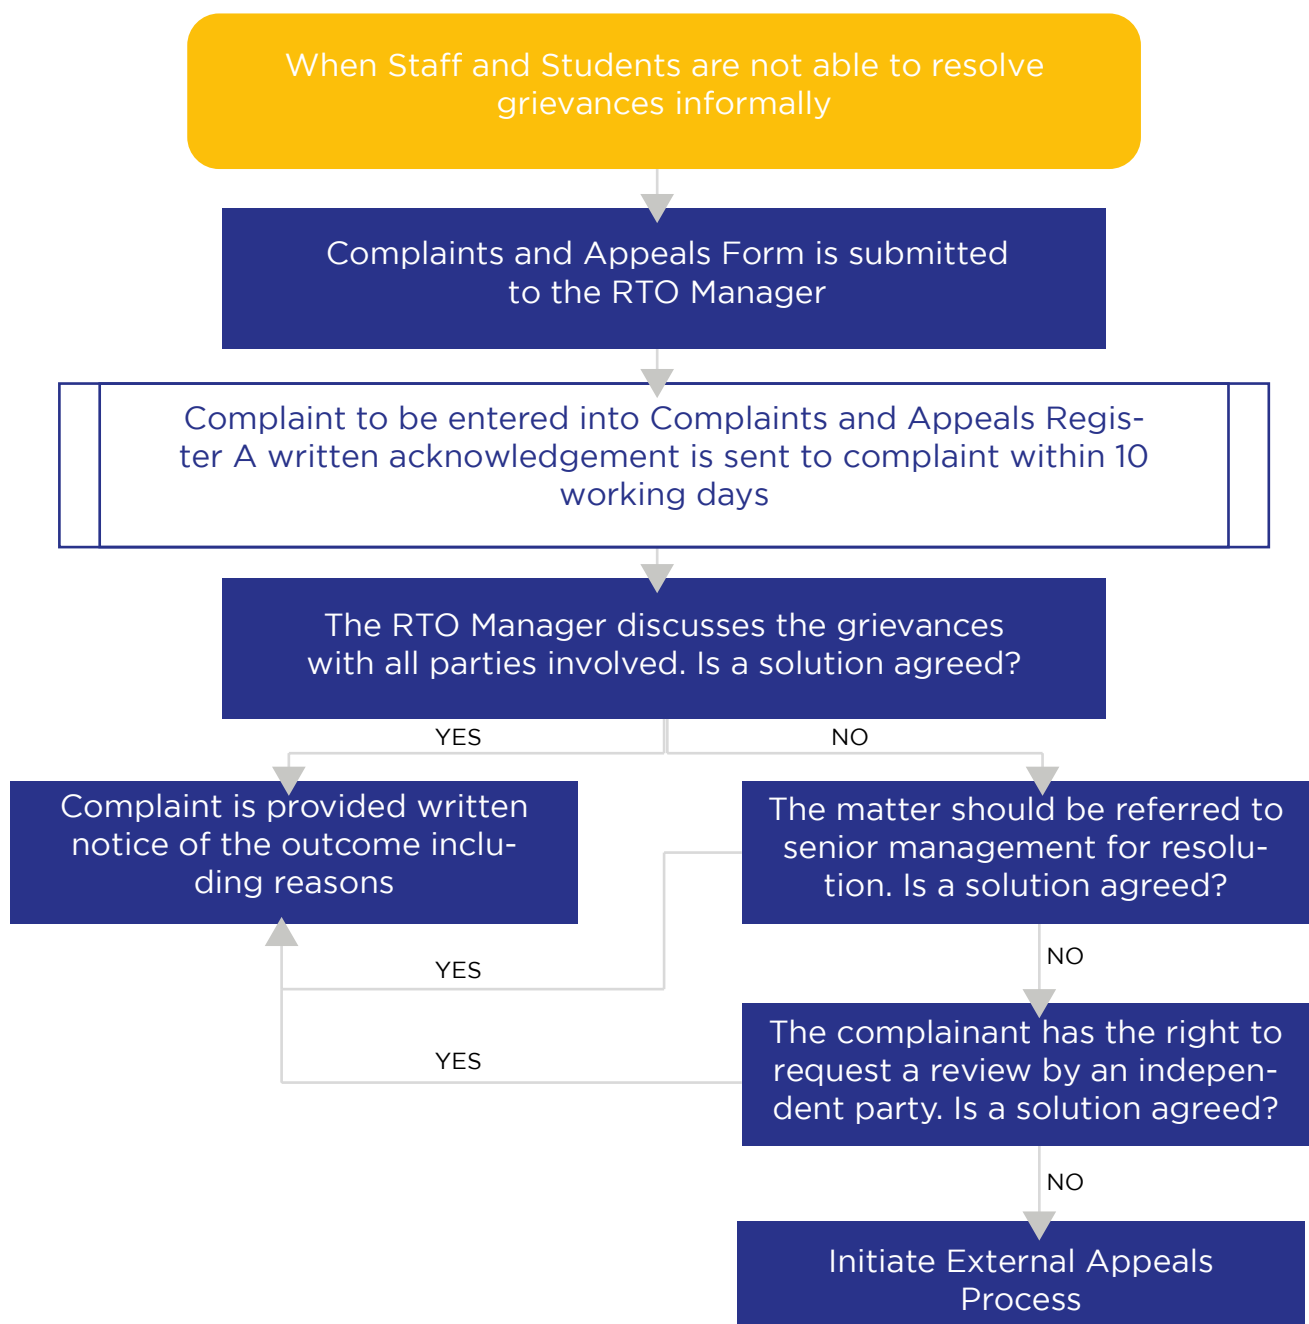 When Staff and Students are not able to resolve
grievances informally
Complaints and Appeals Form is submitted
to the RTO Manager
Complaint to be entered into Complaints and Appeals Regis-
ter A written acknowledgement is sent to complaint within 10
working days
The RTO Manager discusses the grievances
with all parties involved. Is a solution agreed?
YES
NO
Complaint is provided written
notice of the outcome inclu-
ding reasons
The matter should be referred to
senior management for resolu-
tion. Is a solution agreed?
YES
NO
The complainant has the right to
request a review by an indepen-
dent party. Is a solution agreed?
YES
NO
Initiate External Appeals
Process